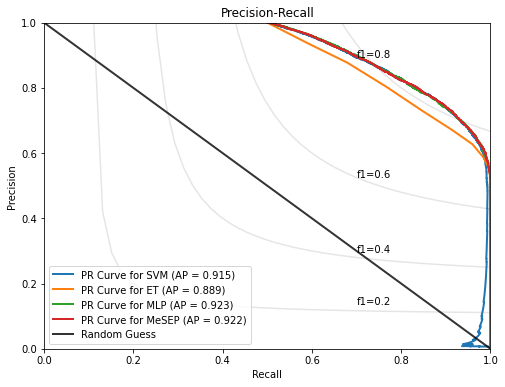 Precision-Recall
1.0
0.8
0.6
0.4
0.2
0.0
Precision
f1=0.8
f1=0.6
f1=0.4
f1=0.2
PR Curve for SVM (AP = 0.915)
PR Curve for ET (AP = 0.889)
PR Curve for MLP (AP = 0.923)
PR Curve for MeSEP (AP = 0.922)
Random Guess
0.0 0.2 0.4 0.6 0.8 1.0
Recall